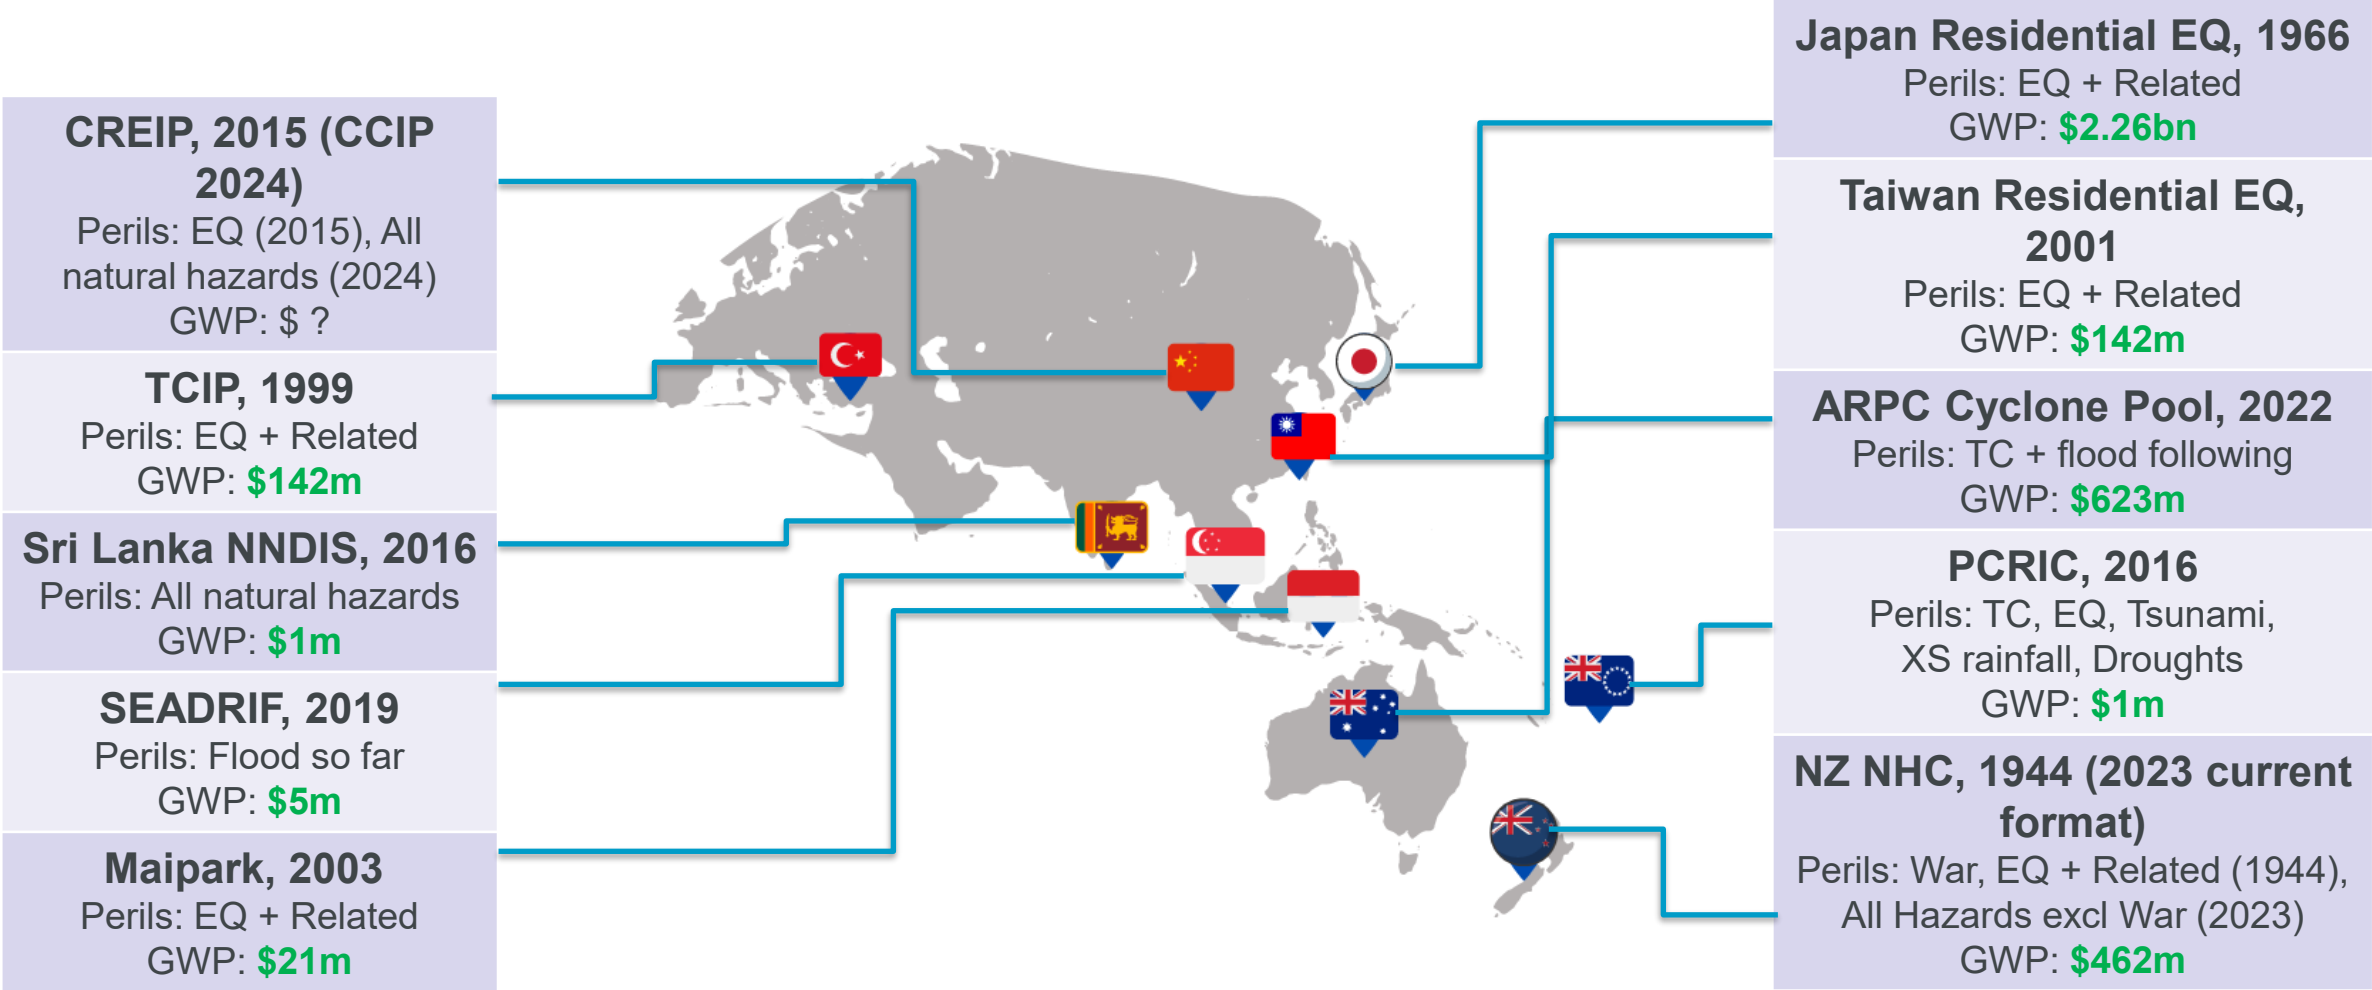 CREIP, 2015 (CCIP
2024)
Perils: EQ (2015), All
natural hazards (2024)
GWP: $ ?
TCIP, 1999
Perils: EQ + Related
GWP: $142m
Sri Lanka NNDIS, 2016
Perils: All natural hazards
GWP: $1m
SEADRIF, 2019
Perils: Flood so far
GWP: $5m
Maipark, 2003
Perils: EQ + Related
GWP: $21m
Japan Residential EQ, 1966
Perils: EQ + Related
GWP: $2.26bn
Taiwan Residential EQ,
2001
Perils: EQ + Related
GWP: $142m
ARPC Cyclone Pool, 2022
Perils: TC + flood following
GWP: $623m
PCRIC, 2016
Perils: TC, EQ, Tsunami,
XS rainfall, Droughts
GWP: $1m
NZ NHC, 1944 (2023 current
format)
Perils: War, EQ + Related (1944),
All Hazards excl War (2023)
GWP: $462m